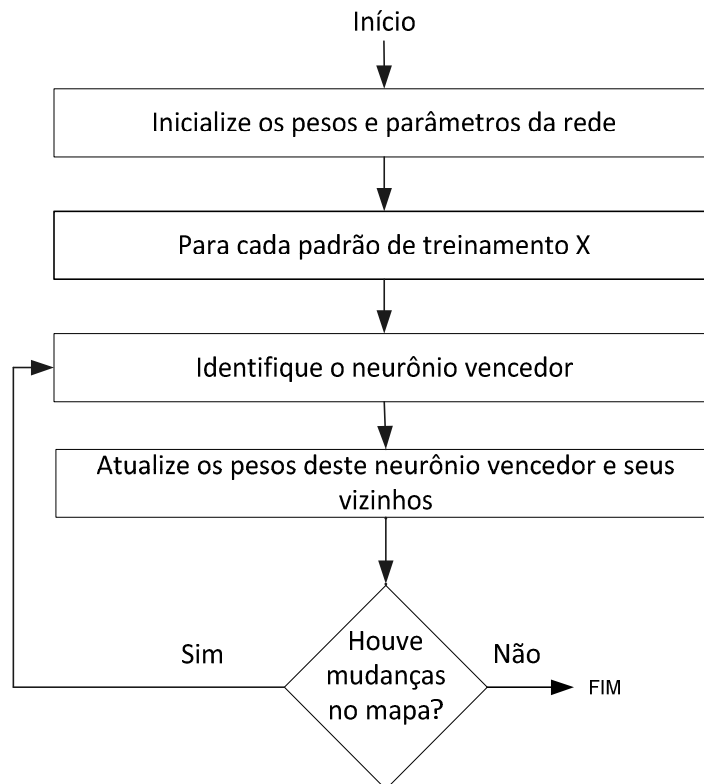 Início
Inicialize os pesos e parâmetros da rede
Para cada padrão de treinamento X
Identifique o neurônio vencedor
Atualize os pesos deste neurônio vencedor e seus
vizinhos
Houve
mudanças
no mapa?
Sim
Não
FIM